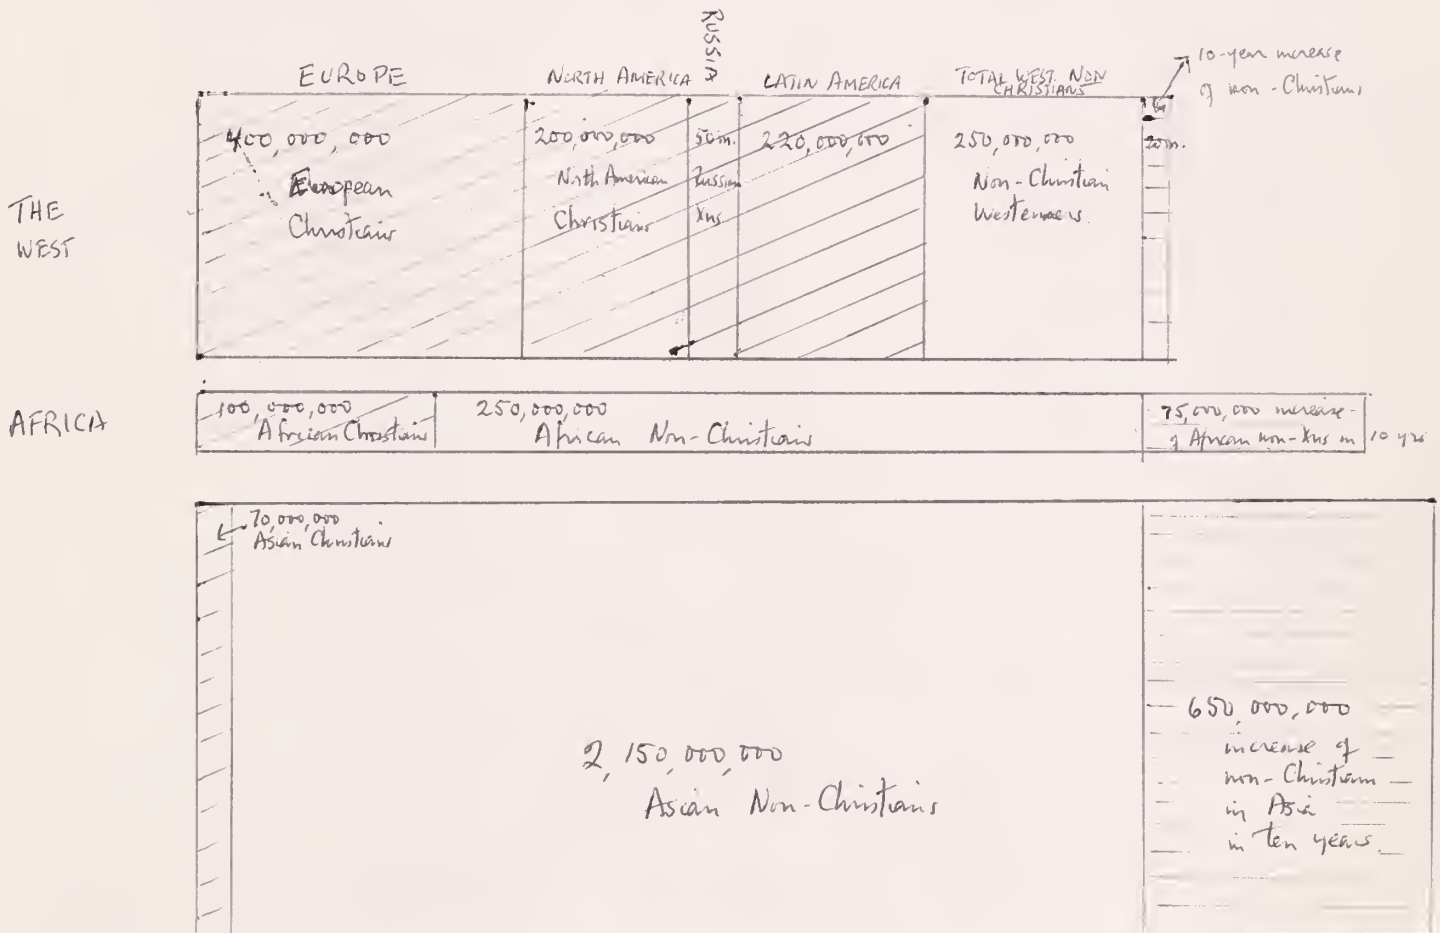 RUSSIA
EUROPE
NORTH AMERICA
LATIN AMERICA
TOTAL WEST. NON
CHRISTIANS
10-year increase
of non-Christians
THE
WEST
400,000,000
European
Christians
200,000,000
North American
Christians
50 m.
Russian
Xns
220,000,000
250,000,000
Non-Christian
Westerners.
20 m.
AFRICA
100,000,000
African Christians
250,000,000
African Non-Christians
75,000,000 increase
of African non-Xns in 10 yrs
70,000,000
Asian Christians
2,150,000,000
Asian Non-Christians
650,000,000
increase of
non-Christians
in Asia
in ten years.